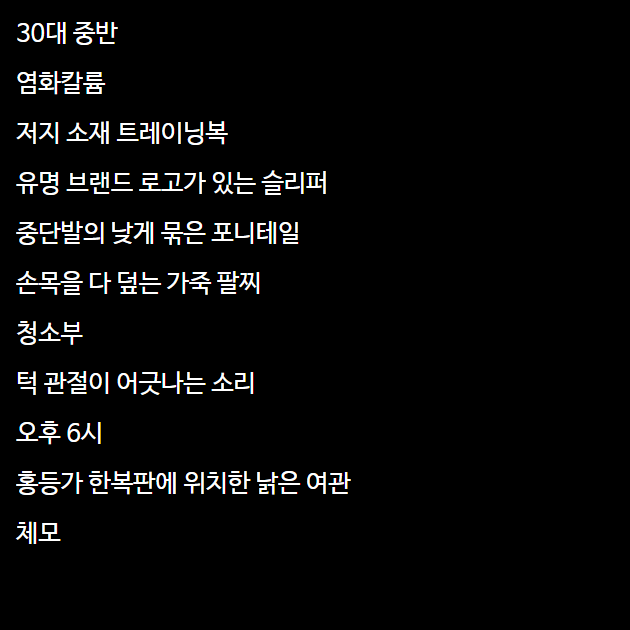 30대 중반
염화칼륨
저지 소재 트레이닝복
유명 브랜드 로고가 있는 슬리퍼
중단발의 낮게 묶은 포니테일
손목을 다 덮는 가죽 팔찌
청소부
턱 관절이 어긋나는 소리
오후 6시
홍등가 한복판에 위치한 낡은 여관
체모